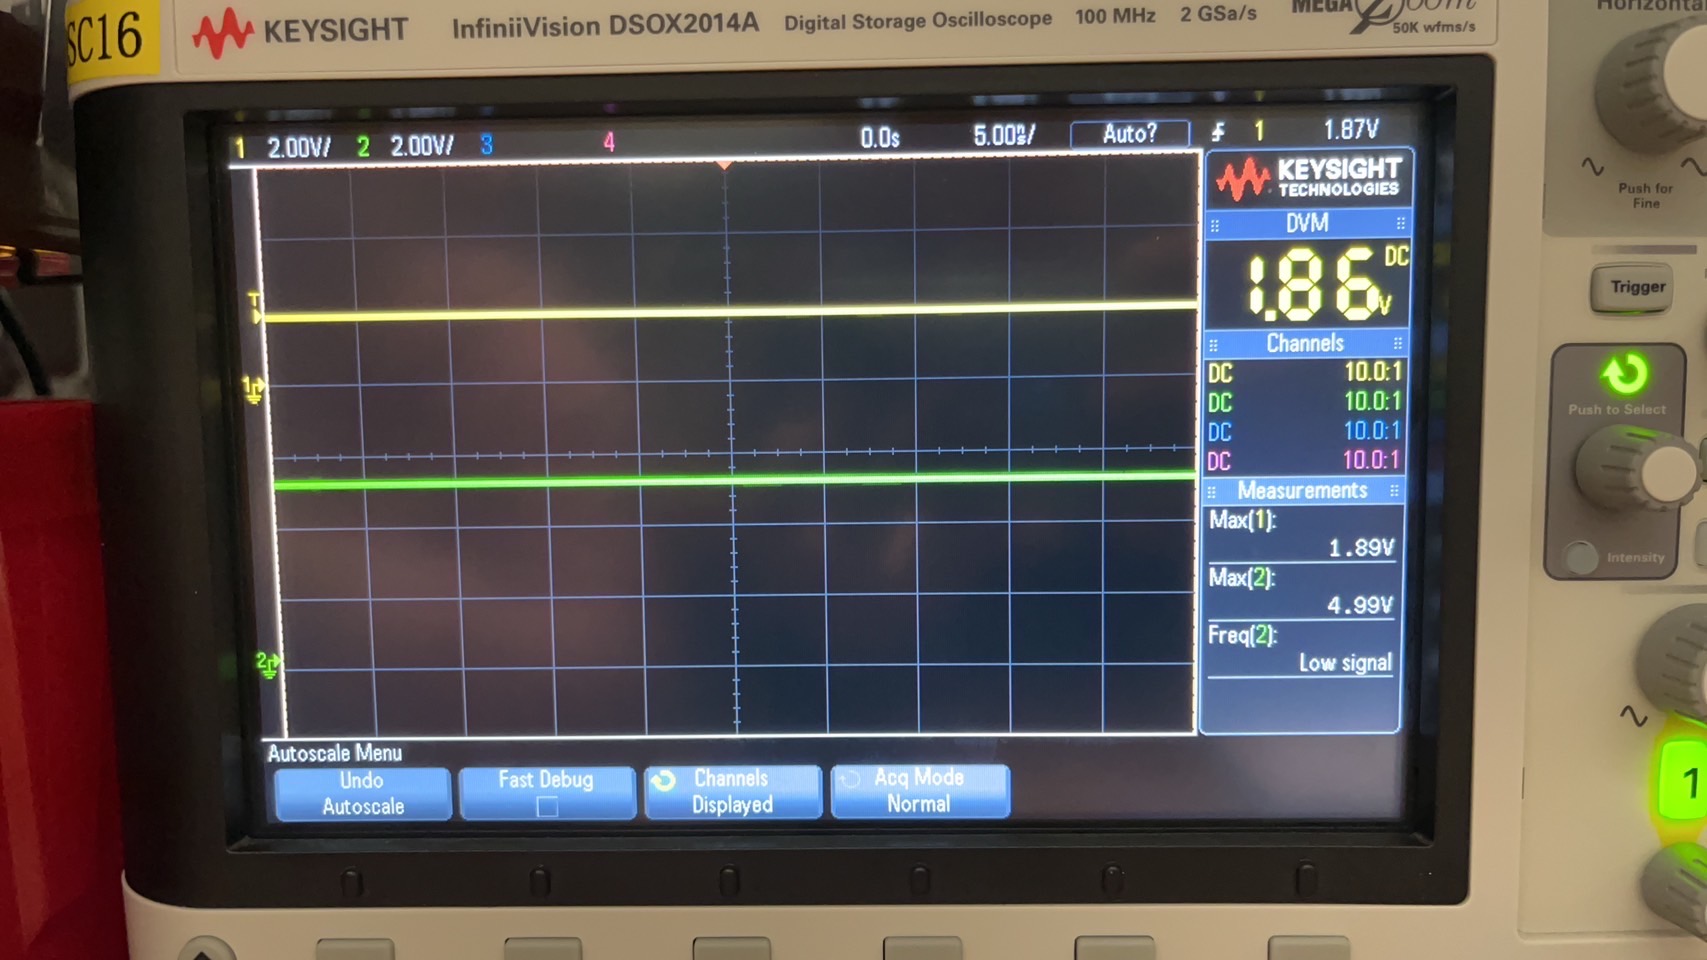 SC16
KEYSIGHT
InfiniiVision DSOX2014A
Digital Storage Oscilloscope
100 MHz
2 GSa/s
MEGA Zoom
50K wfms/s
Horizontal
1 2.00V/ 2 2.00V/ 3 4 0.0s 5.00ms/ Auto? 1 1.87V
KEYSIGHT
TECHNOLOGIES
DVM
1.86V DC
Channels
DC 10.0:1
DC 10.0:1
DC 10.0:1
DC 10.0:1
Measurements
Max(1):
1.89V
Max(2):
4.99V
Freq(2):
Low signal
T
1
2
Autoscale Menu
Undo
Autoscale
Fast Debug
Channels
Displayed
Acq Mode
Normal
Push for
Fine
Trigger
Push to Select
Intensity
1